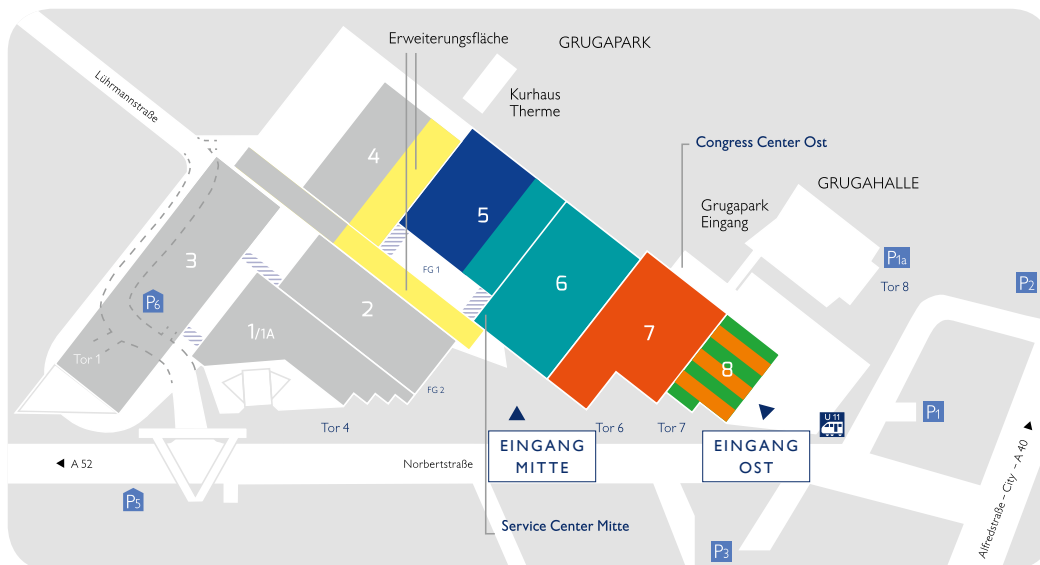 Erweiterungsfläche
GRUGAPARK
Lührmannstraße
Kurhaus
Therme
4
Congress Center Ost
GRUGAHALLE
Grugapark
Eingang
5
3
P1a
FG 1
Tor 8
P2
6
P6
2
1/1A
7
Tor 1
8
FG 2
U 11
P1
Tor 4
Tor 6
Tor 7
EINGANG
MITTE
EINGANG
OST
A 52
Norbertstraße
Alfredstraße – City – A 40
P5
Service Center Mitte
P3